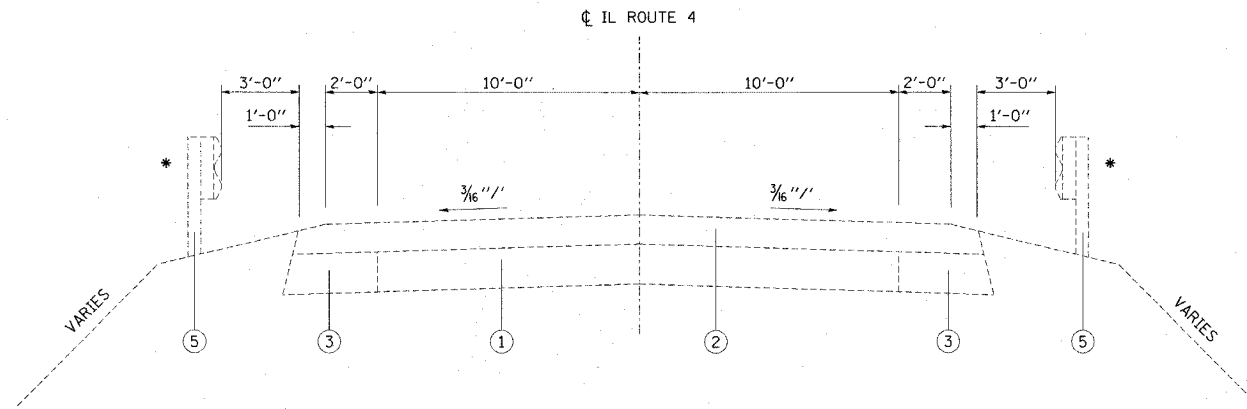 ℄ IL ROUTE 4
3'-0" 2'-0" 10'-0" 10'-0" 2'-0" 3'-0"
1'-0" 1'-0"
* *
3/16 "/' 3/16 "/'
VARIES VARIES
5 3 1 2 3 5